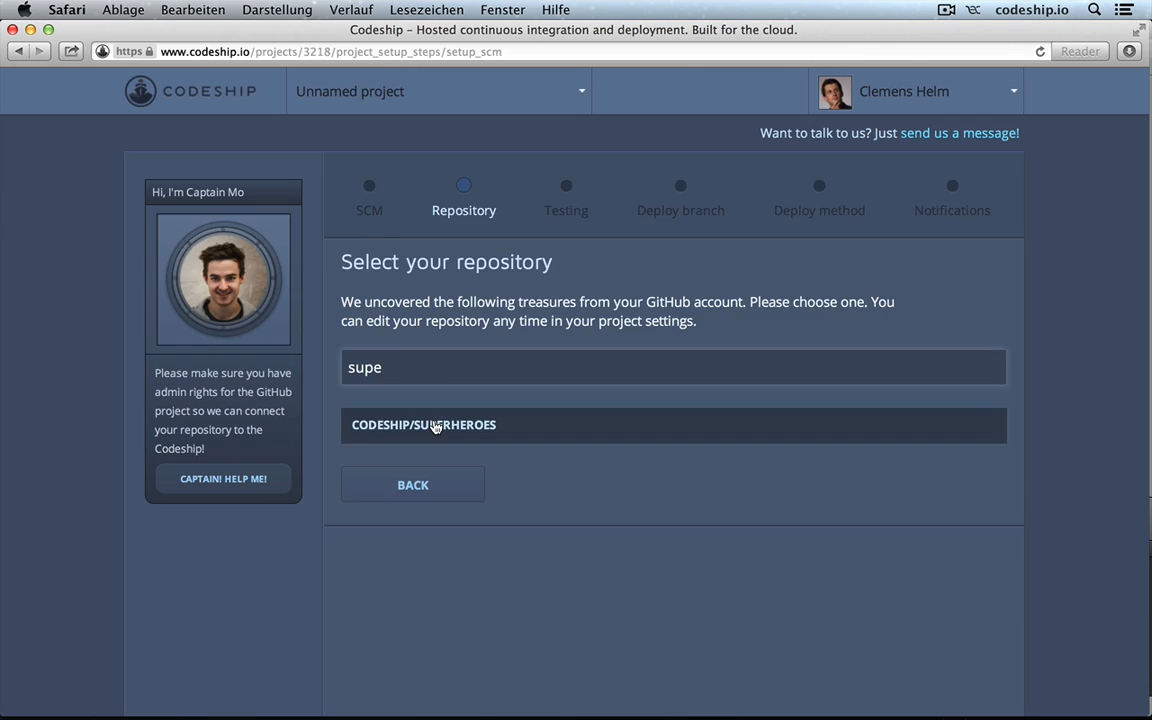 Safari Ablage Bearbeiten Darstellung Verlauf Lesezeichen Fenster Hilfe codeship.io
Codeship – Hosted continuous integration and deployment. Built for the cloud.
https www.codeship.io/projects/3218/project_setup_steps/setup_scm Reader
CODESHIP Unnamed project Clemens Helm
Want to talk to us? Just send us a message!
Hi, I'm Captain Mo
Please make sure you have
admin rights for the GitHub
project so we can connect
your repository to the
Codeship!
CAPTAIN! HELP ME!
SCM Repository Testing Deploy branch Deploy method Notifications
Select your repository
We uncovered the following treasures from your GitHub account. Please choose one. You
can edit your repository any time in your project settings.
supe
CODESHIP/SUPERHEROES
BACK